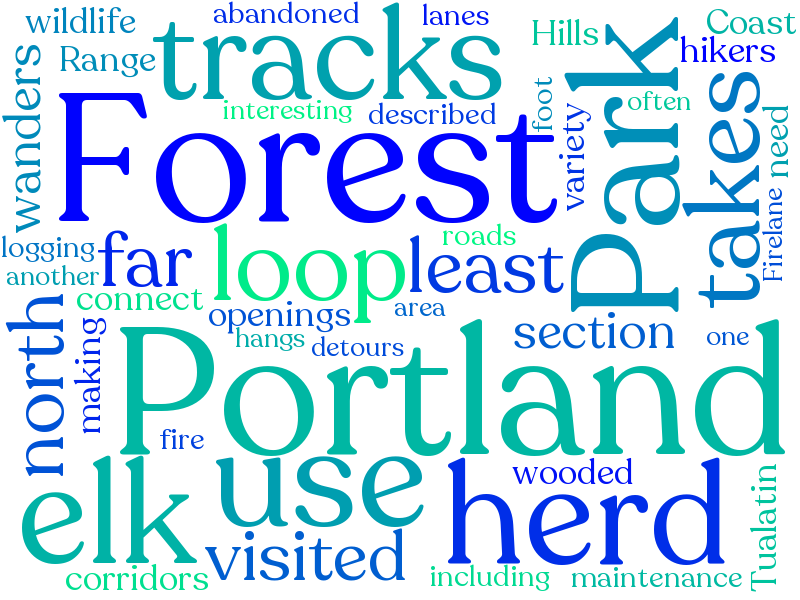 wildlife
abandoned
lanes
Hills
Coast
hikers
Range
tracks
interesting
described
foot
often
variety
Park
takes
need
Firelane
wanders
Forest
logging
another
far
loop
least
roads
connect
openings
area
hangs
detours
section
one
north
making
Portland
fire
elk
use
herd
wooded
visited
Tualatin
corridors
including
maintenance